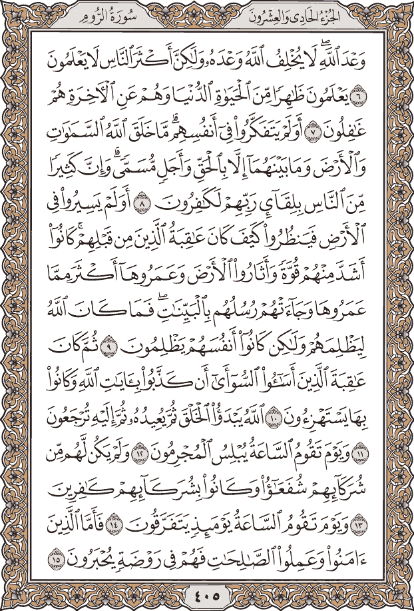 الجزء الحادي والعشرون
سورة الروم
وَعْدَ ٱللَّهِۖ لَا يُخْلِفُ ٱللَّهُ وَعْدَهُۥ وَلَٰكِنَّ أَكْثَرَ ٱلنَّاسِ لَا يَعْلَمُونَ
٦ يَعْلَمُونَ ظَٰهِرًا مِّنَ ٱلْحَيَوٰةِ ٱلدُّنْيَا وَهُمْ عَنِ ٱلْءَاخِرَةِ هُمْ
غَٰفِلُونَ ٧ أَوَلَمْ يَتَفَكَّرُوا۟ فِىٓ أَنفُسِهِمۗ مَّا خَلَقَ ٱللَّهُ ٱلسَّمَٰوَٰتِ
وَٱلْأَرْضَ وَمَا بَيْنَهُمَآ إِلَّا بِٱلْحَقِّ وَأَجَلٍ مُّسَمًّىۗ وَإِنَّ كَثِيرًا
مِّنَ ٱلنَّاسِ بِلِقَآئِ رَبِّهِمْ لَكَٰفِرُونَ ٨ أَوَلَمْ يَسِيرُوا۟ فِى
ٱلْأَرْضِ فَيَنظُرُوا۟ كَيْفَ كَانَ عَٰقِبَةُ ٱلَّذِينَ مِن قَبْلِهِمْۚ كَانُوٓا۟
أَشَدَّ مِنْهُمْ قُوَّةً وَأَثَارُوا۟ ٱلْأَرْضَ وَعَمَرُوهَآ أَكْثَرَ مِمَّا
عَمَرُوهَا وَجَآءَتْهُمْ رُسُلُهُم بِٱلْبَيِّنَٰتِۖ فَمَا كَانَ ٱللَّهُ
لِيَظْلِمَهُمْ وَلَٰكِن كَانُوٓا۟ أَنفُسَهُمْ يَظْلِمُونَ ٩ ثُمَّ كَانَ
عَٰقِبَةَ ٱلَّذِينَ أَسَٰٓـُٔوا۟ ٱلسُّوٓأَىٰٓ أَن كَذَّبُوا۟ بِـَٔايَٰتِ ٱللَّهِ وَكَانُوا۟
بِهَا يَسْتَهْزِءُونَ ١٠ ٱللَّهُ يَبْدَؤُا۟ ٱلْخَلْقَ ثُمَّ يُعِيدُهُۥ ثُمَّ إِلَيْهِ تُرْجَعُونَ
١١ وَيَوْمَ تَقُومُ ٱلسَّاعَةُ يُبْلِسُ ٱلْمُجْرِمُونَ ١٢ وَلَمْ يَكُن لَّهُم مِّن
شُرَكَآئِهِمْ شُفَعَٰٓؤُا۟ وَكَانُوا۟ بِشُرَكَآئِهِمْ كَٰفِرِينَ
١٣ وَيَوْمَ تَقُومُ ٱلسَّاعَةُ يَوْمَئِذٍ يَتَفَرَّقُونَ ١٤ فَأَمَّا ٱلَّذِينَ
ءَامَنُوا۟ وَعَمِلُوا۟ ٱلصَّٰلِحَٰتِ فَهُمْ فِى رَوْضَةٍ يُحْبَرُونَ ١٥
٤٠٥